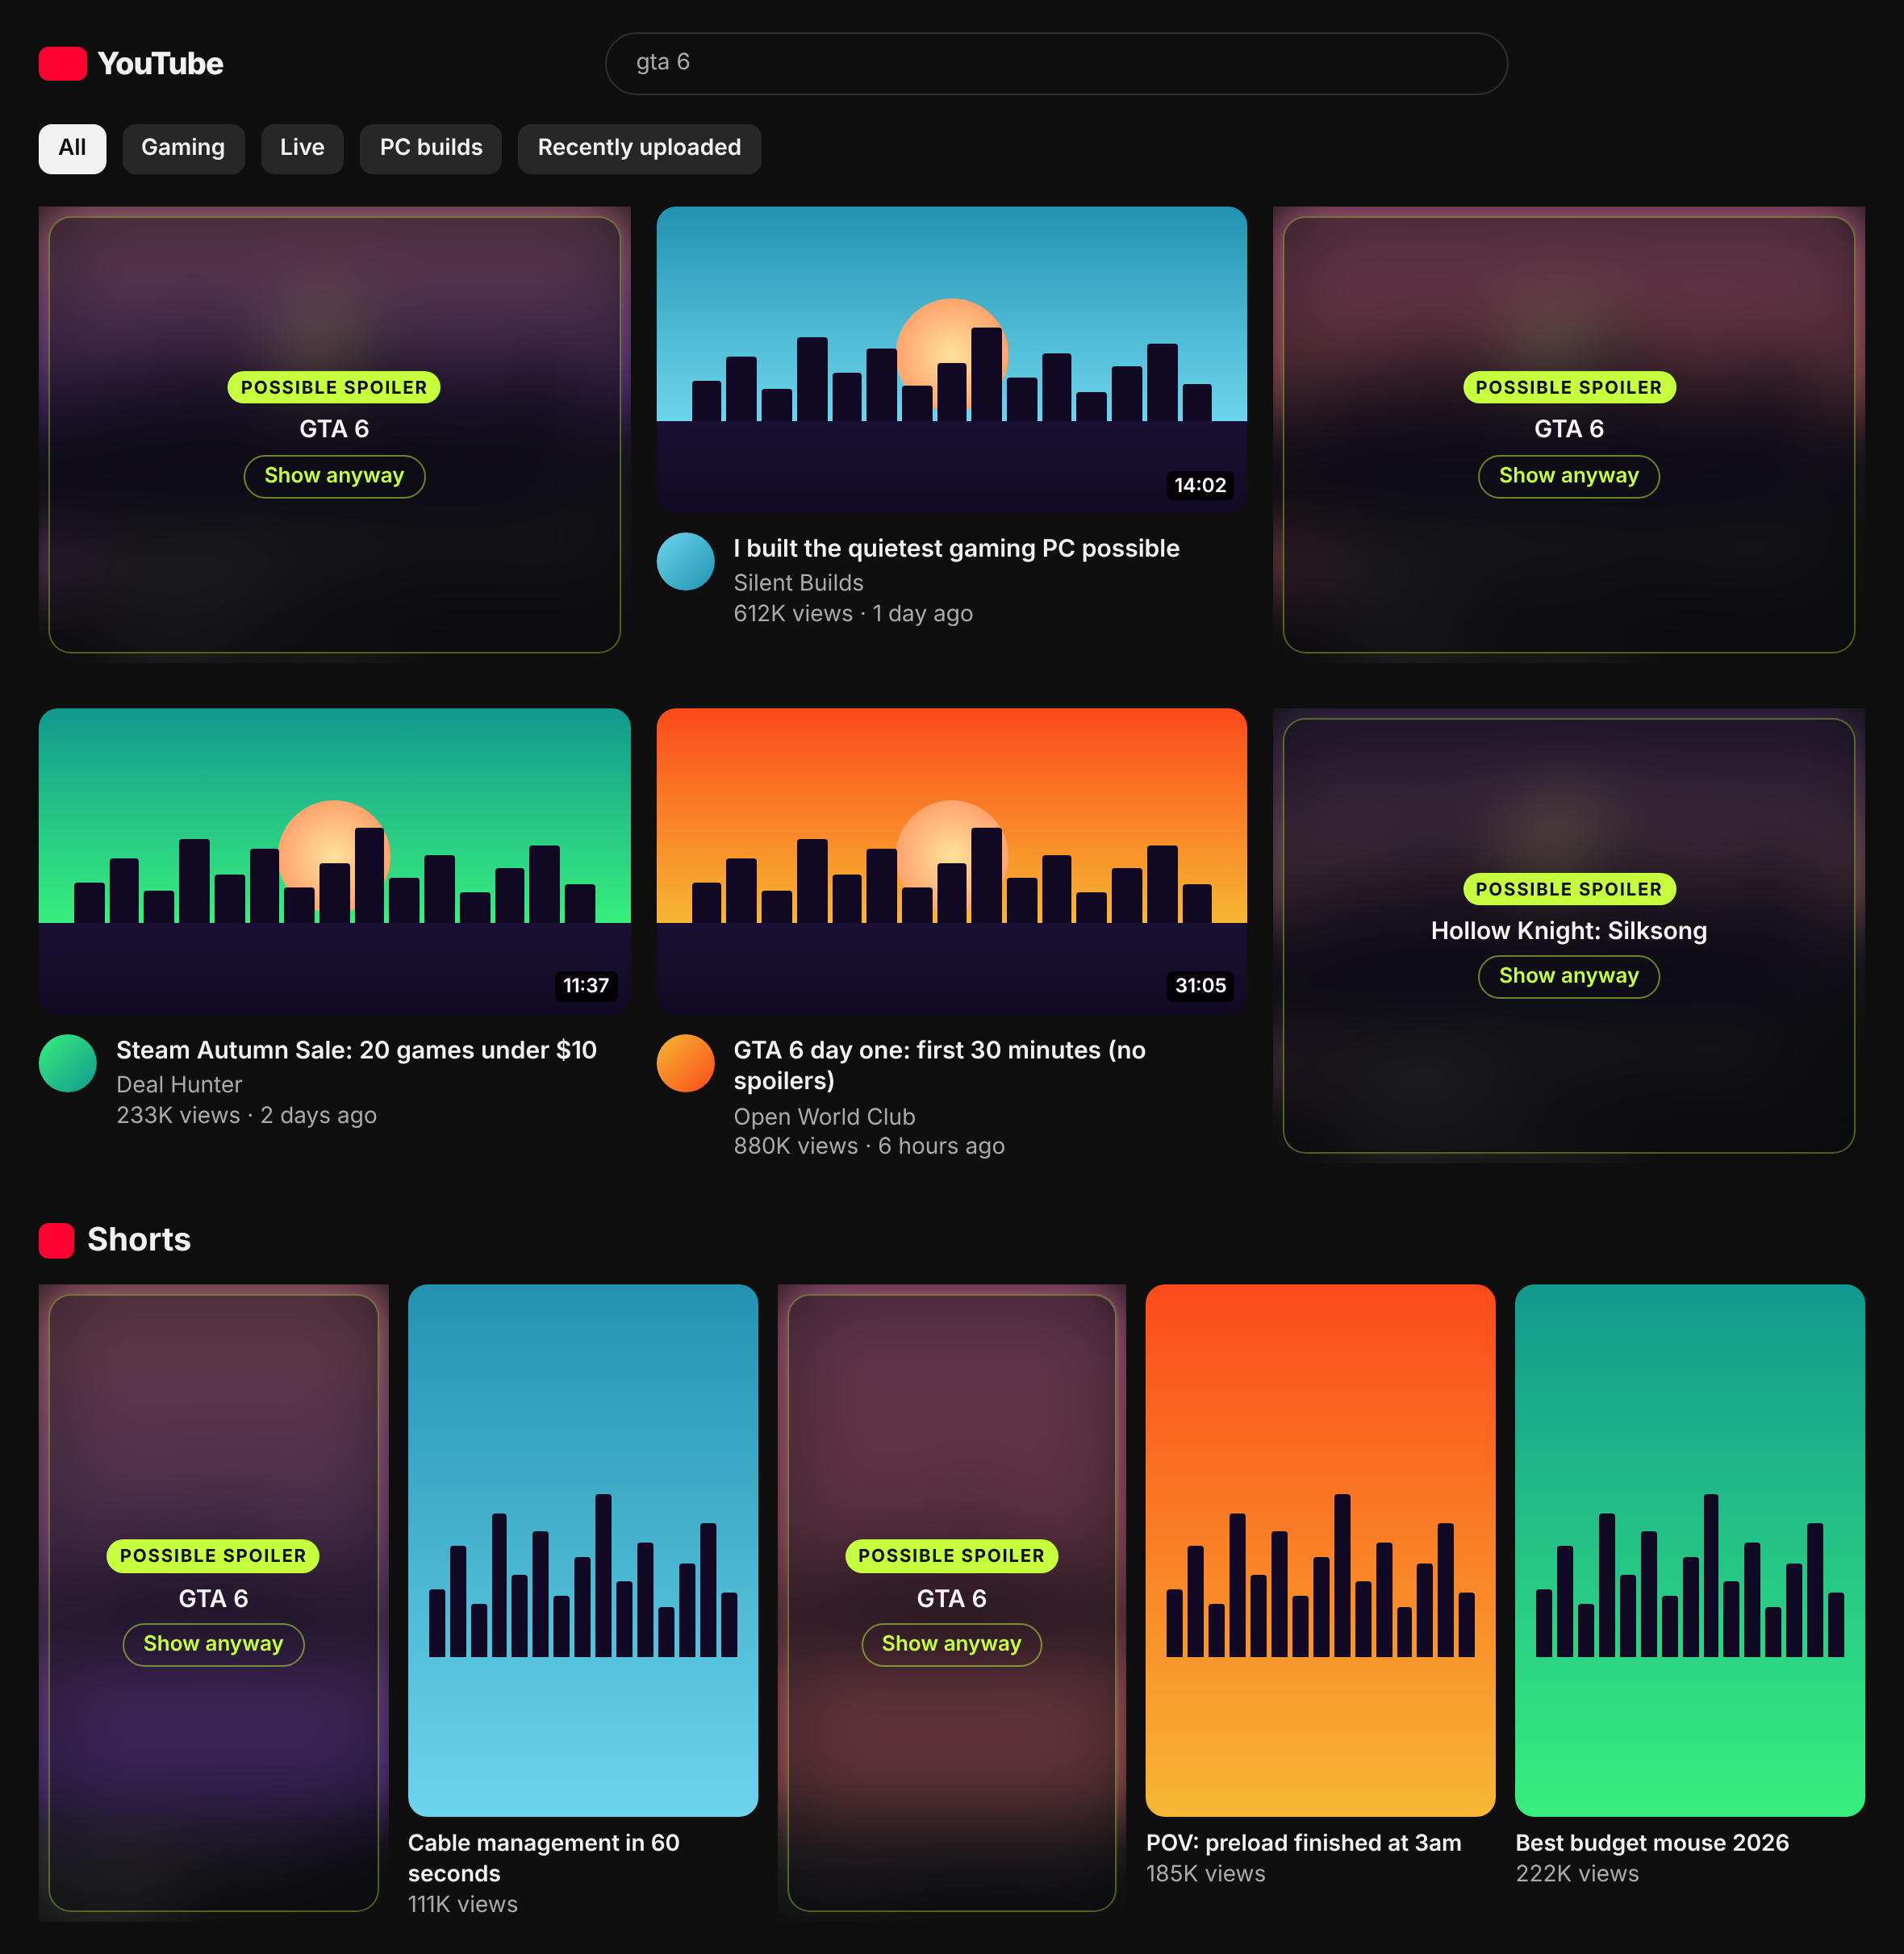 YouTube
gta 6
All
Gaming
Live
PC builds
Recently uploaded
POSSIBLE SPOILER
GTA 6
Show anyway
14:02
I built the quietest gaming PC possible
Silent Builds
612K views · 1 day ago
POSSIBLE SPOILER
GTA 6
Show anyway
11:37
Steam Autumn Sale: 20 games under $10
Deal Hunter
233K views · 2 days ago
31:05
GTA 6 day one: first 30 minutes (no
spoilers)
Open World Club
880K views · 6 hours ago
POSSIBLE SPOILER
Hollow Knight: Silksong
Show anyway
Shorts
POSSIBLE SPOILER
GTA 6
Show anyway
Cable management in 60
seconds
111K views
POSSIBLE SPOILER
GTA 6
Show anyway
POV: preload finished at 3am
185K views
Best budget mouse 2026
222K views